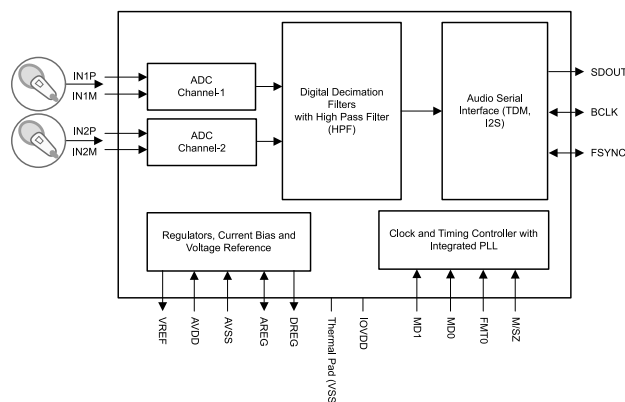 IN1P
IN1M
IN2P
IN2M
ADC
Channel-1
ADC
Channel-2
Digital Decimation
Filters
with High Pass Filter
(HPF)
Audio Serial
Interface (TDM,
I2S)
SDOUT
BCLK
FSYNC
Regulators, Current Bias and
Voltage Reference
Clock and Timing Controller with
Integrated PLL
VREF
AVDD
AVSS
AREG
DREG
Thermal Pad (VSS
IOVDD
MD1
MD0
FMT0
M/SZ